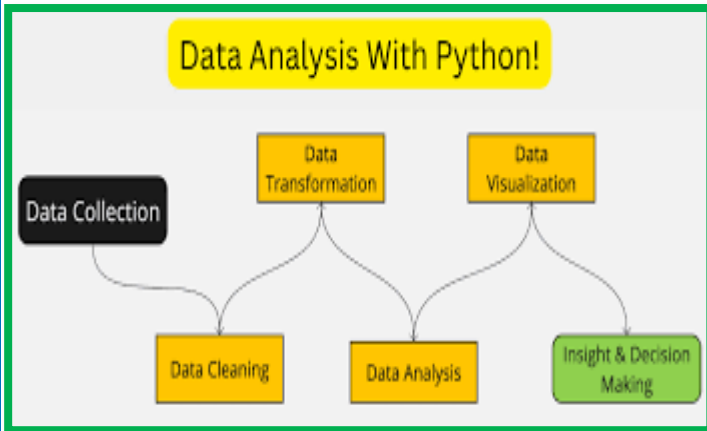 Data Analysis With Python!
Data Collection
Data Cleaning
Data
Transformation
Data Analysis
Data
Visualization
Insight & Decision
Making